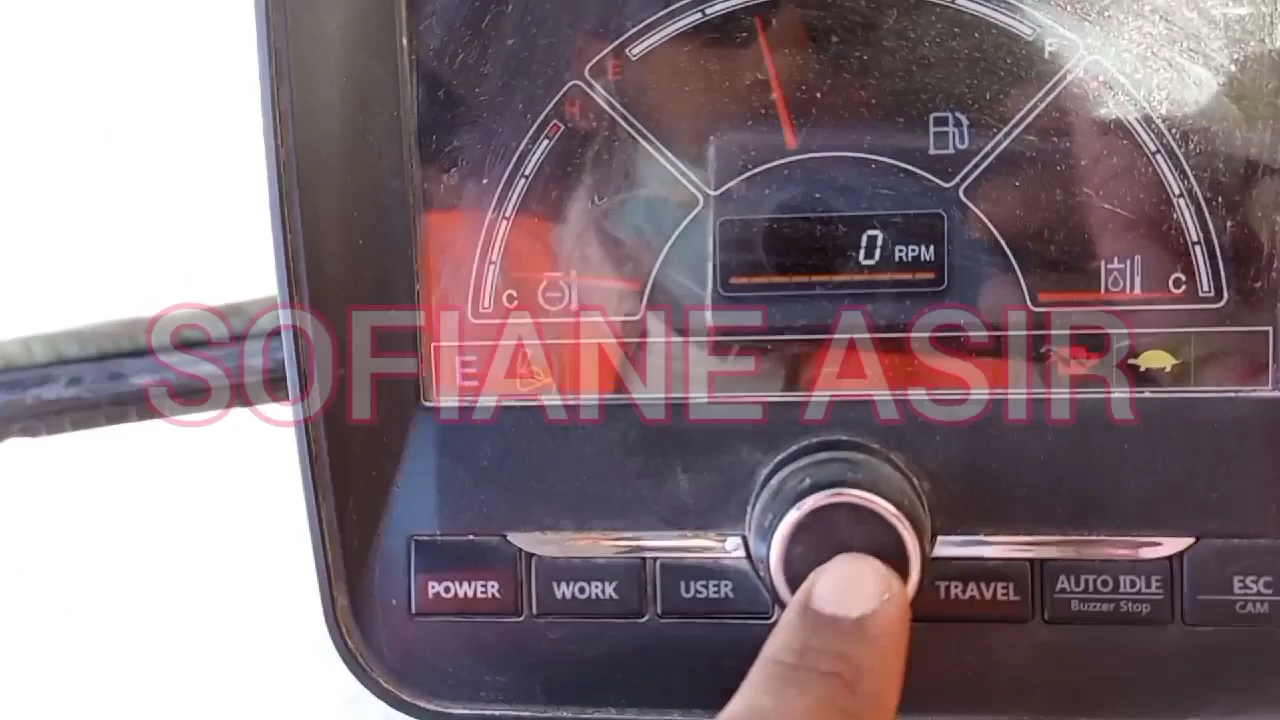 E
F
H
0 RPM
C
C
E
SOFIANE ASIR
POWER
WORK
USER
TRAVEL
AUTO IDLE
Buzzer Stop
ESC
CAM